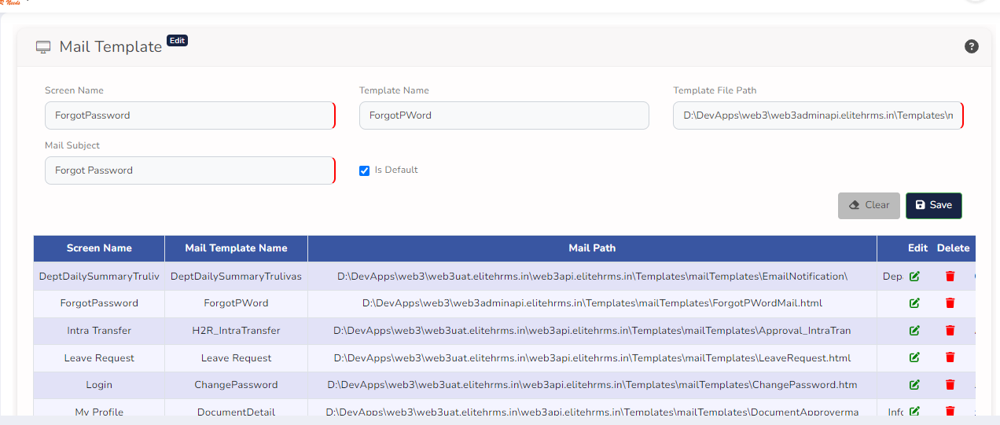 Needs
Mail Template Edit
?
Screen Name Template Name Template File Path
ForgotPassword ForgotPWord D:\DevApps\web3\web3adminapi.elitehrms.in\Templates\n
Mail Subject
Forgot Password Is Default
Clear Save
Screen Name Mail Template Name Mail Path Edit Delete
DeptDailySummaryTruliv DeptDailySummaryTrulivas D:\DevApps\web3\web3uat.elitehrms.in\web3api.elitehrms.in\Templates\mailTemplates\EmailNotification\ Dep
ForgotPassword ForgotPWord D:\DevApps\web3\web3adminapi.elitehrms.in\Templates\mailTemplates\ForgotPWordMail.html
Intra Transfer H2R_IntraTransfer D:\DevApps\web3\web3uat.elitehrms.in\web3api.elitehrms.in\Templates\mailTemplates\Approval_IntraTran
Leave Request Leave Request D:\DevApps\web3\web3uat.elitehrms.in\web3api.elitehrms.in\Templates\mailTemplates\LeaveRequest.html
Login ChangePassword D:\DevApps\web3\web3uat.elitehrms.in\web3api.elitehrms.in\Templates\mailTemplates\ChangePassword.htm
My Profile DocumentDetail D:\DevApps\web3\web3uat.elitehrms.in\web3api.elitehrms.in\Templates\mailTemplates\DocumentApproverma Info